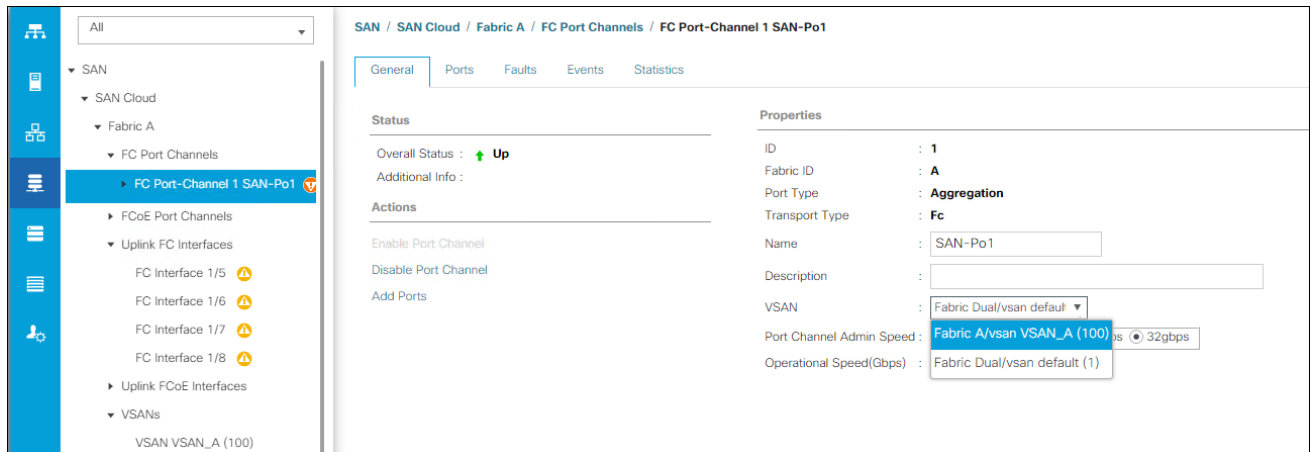 All
SAN
SAN Cloud
Fabric A
FC Port Channels
FC Port-Channel 1 SAN-Po1
FCoE Port Channels
Uplink FC Interfaces
FC Interface 1/5
FC Interface 1/6
FC Interface 1/7
FC Interface 1/8
Uplink FCoE Interfaces
VSANs
VSAN VSAN_A (100)
SAN / SAN Cloud / Fabric A / FC Port Channels / FC Port-Channel 1 SAN-Po1
General Ports Faults Events Statistics
Status
Overall Status : Up
Additional Info :
Actions
Enable Port Channel
Disable Port Channel
Add Ports
Properties
ID : 1
Fabric ID : A
Port Type : Aggregation
Transport Type : Fc
Name : SAN-Po1
Description :
VSAN : Fabric Dual/vsan default
Port Channel Admin Speed : 32gbps
Fabric A/vsan VSAN_A (100)
Operational Speed(Gbps) :
Fabric Dual/vsan default (1)